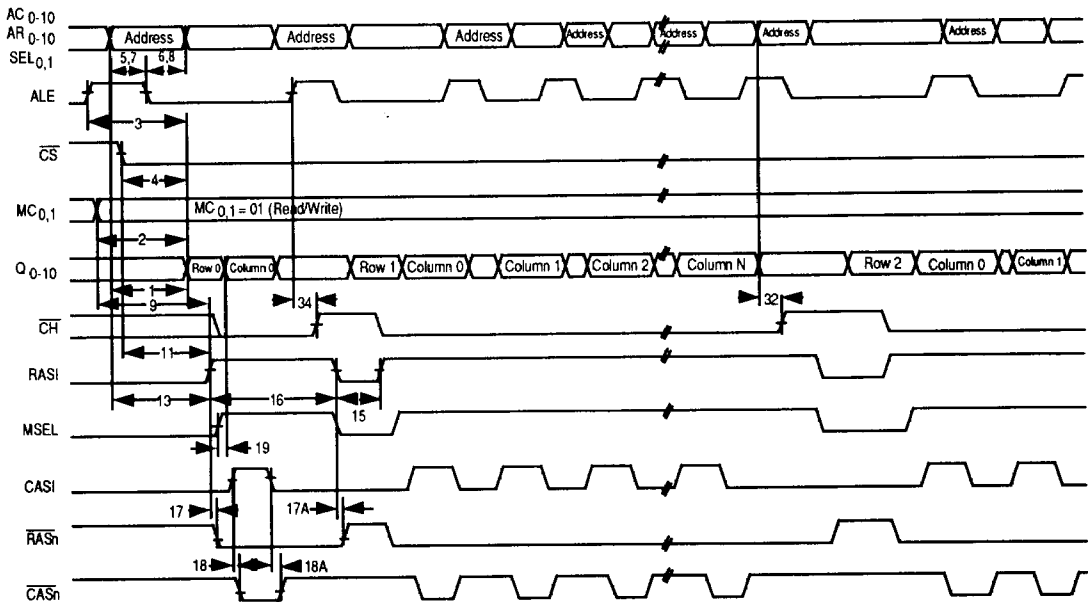 AC 0-10
AR 0-10
SEL0,1
Address Address Address Address Address Address Address
5,7 6,8
ALE
3
CS
4
MC0,1
MC 0,1 = 01 (Read/Write)
2
Q 0-10
Row 0 Column 0 Row 1 Column 0 Column 1 Column 2 Column N Row 2 Column 0 Column 1
1
9
34
32
CH
11
RASI
13 16 15
MSEL
19
CASI
17 17A
RASn
18 18A
CASn